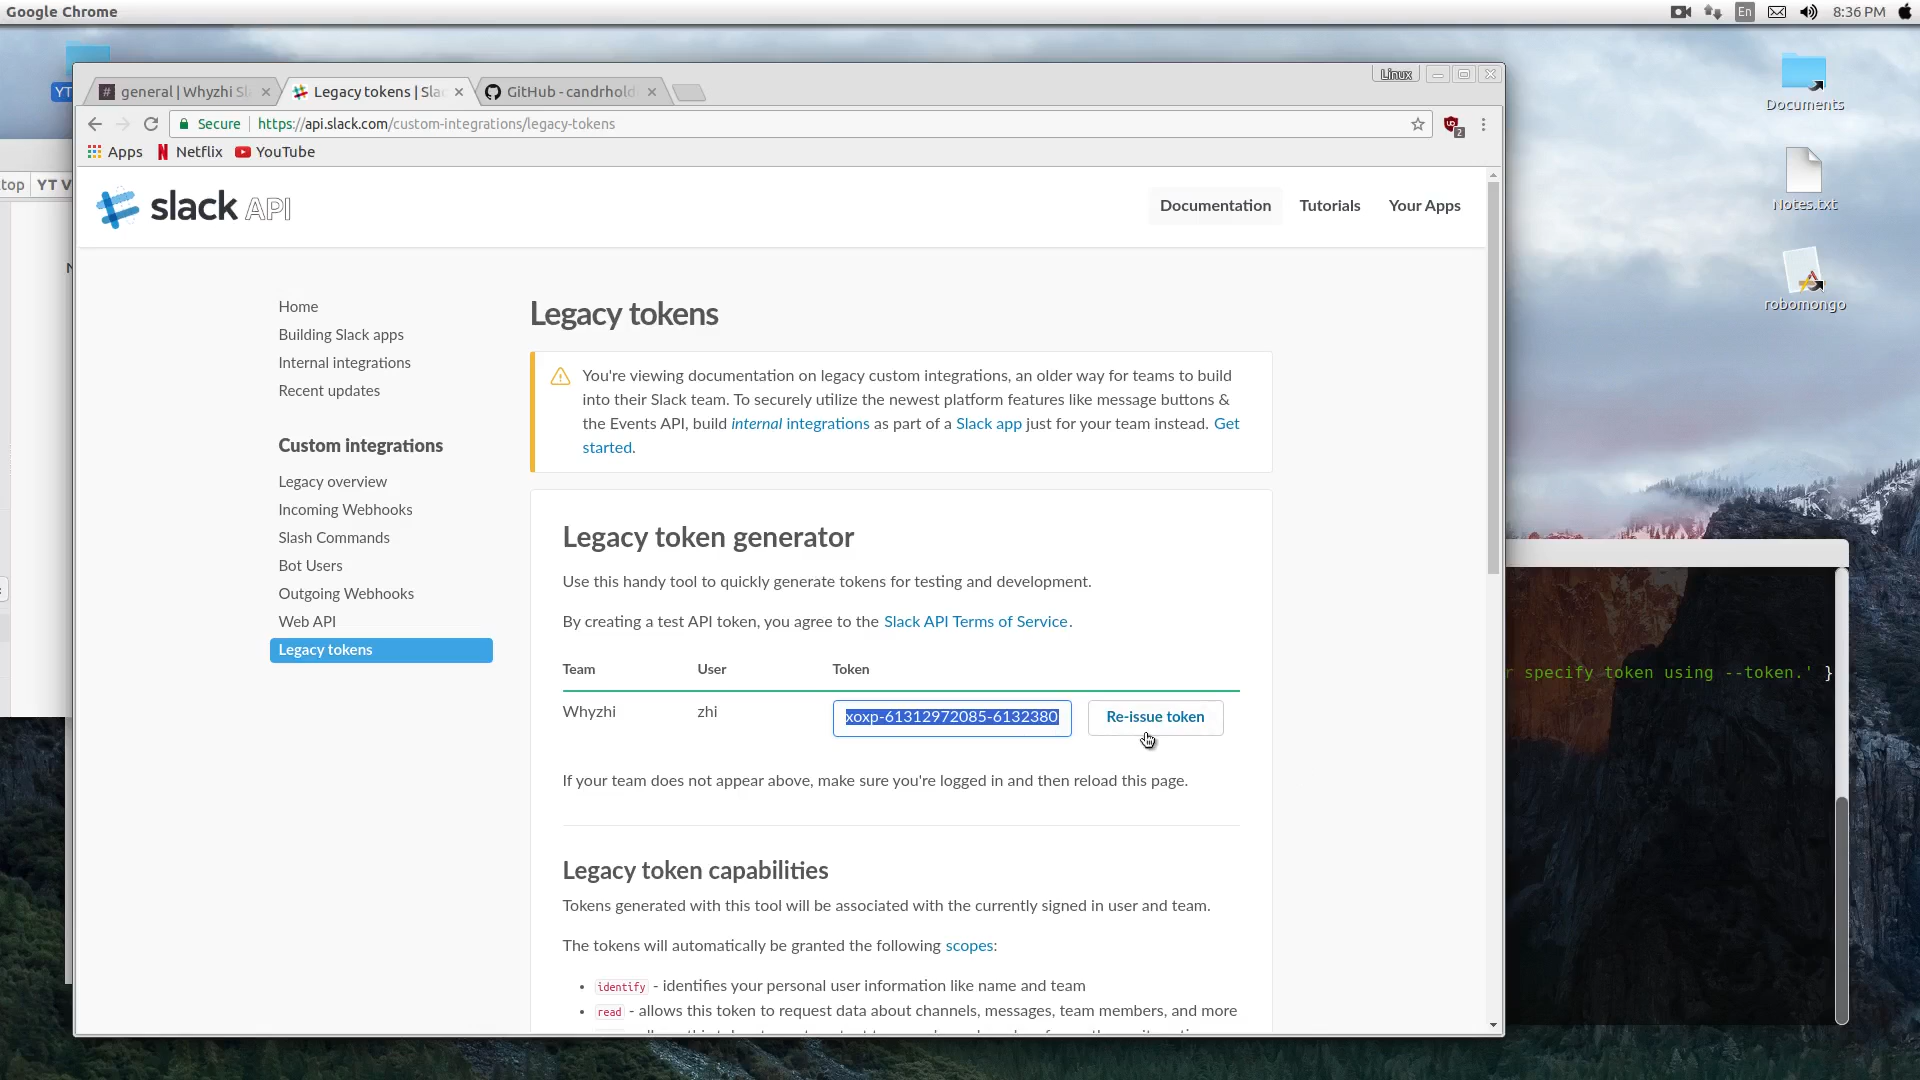 Google Chrome
En
8:36 PM
Linux
general | Whyzhi Sl
Legacy tokens | Sla
GitHub - candrhold
Secure
https://api.slack.com/custom-integrations/legacy-tokens
2
Apps
Netflix
YouTube
YT
top
YT V
slack API
Documentation
Tutorials
Your Apps
Home
Building Slack apps
Internal integrations
Recent updates
Custom integrations
Legacy overview
Incoming Webhooks
Slash Commands
Bot Users
Outgoing Webhooks
Web API
Legacy tokens
Legacy tokens
You're viewing documentation on legacy custom integrations, an older way for teams to build
into their Slack team. To securely utilize the newest platform features like message buttons &
the Events API, build internal integrations as part of a Slack app just for your team instead. Get
started.
Legacy token generator
Use this handy tool to quickly generate tokens for testing and development.
By creating a test API token, you agree to the Slack API Terms of Service.
Team
User
Token
Whyzhi
zhi
xoxp-61312972085-6132380
Re-issue token
If your team does not appear above, make sure you're logged in and then reload this page.
Legacy token capabilities
Tokens generated with this tool will be associated with the currently signed in user and team.
The tokens will automatically be granted the following scopes:
• identify - identifies your personal user information like name and team
• read - allows this token to request data about channels, messages, team members, and more
Documents
Notes.txt
robomongo
specify token using --token.' }